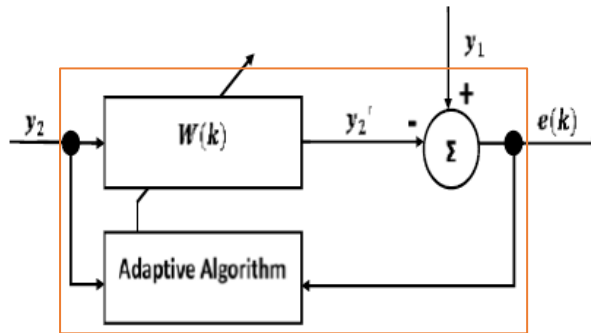 y₁
+
y₂
W(k)
y₂'
-
Σ
e(k)
Adaptive Algorithm